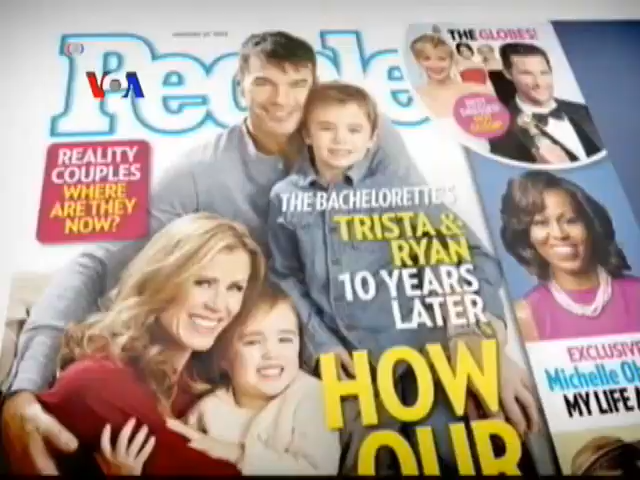 VOA
People
THE GLOBES!
REALITY
COUPLES
WHERE
ARE THEY
NOW?
THE BACHELORETTE'S
TRISTA &
RYAN
10 YEARS
LATER
HOW
OUR
EXCLUSIVE
Michelle Ob
MY LIFE